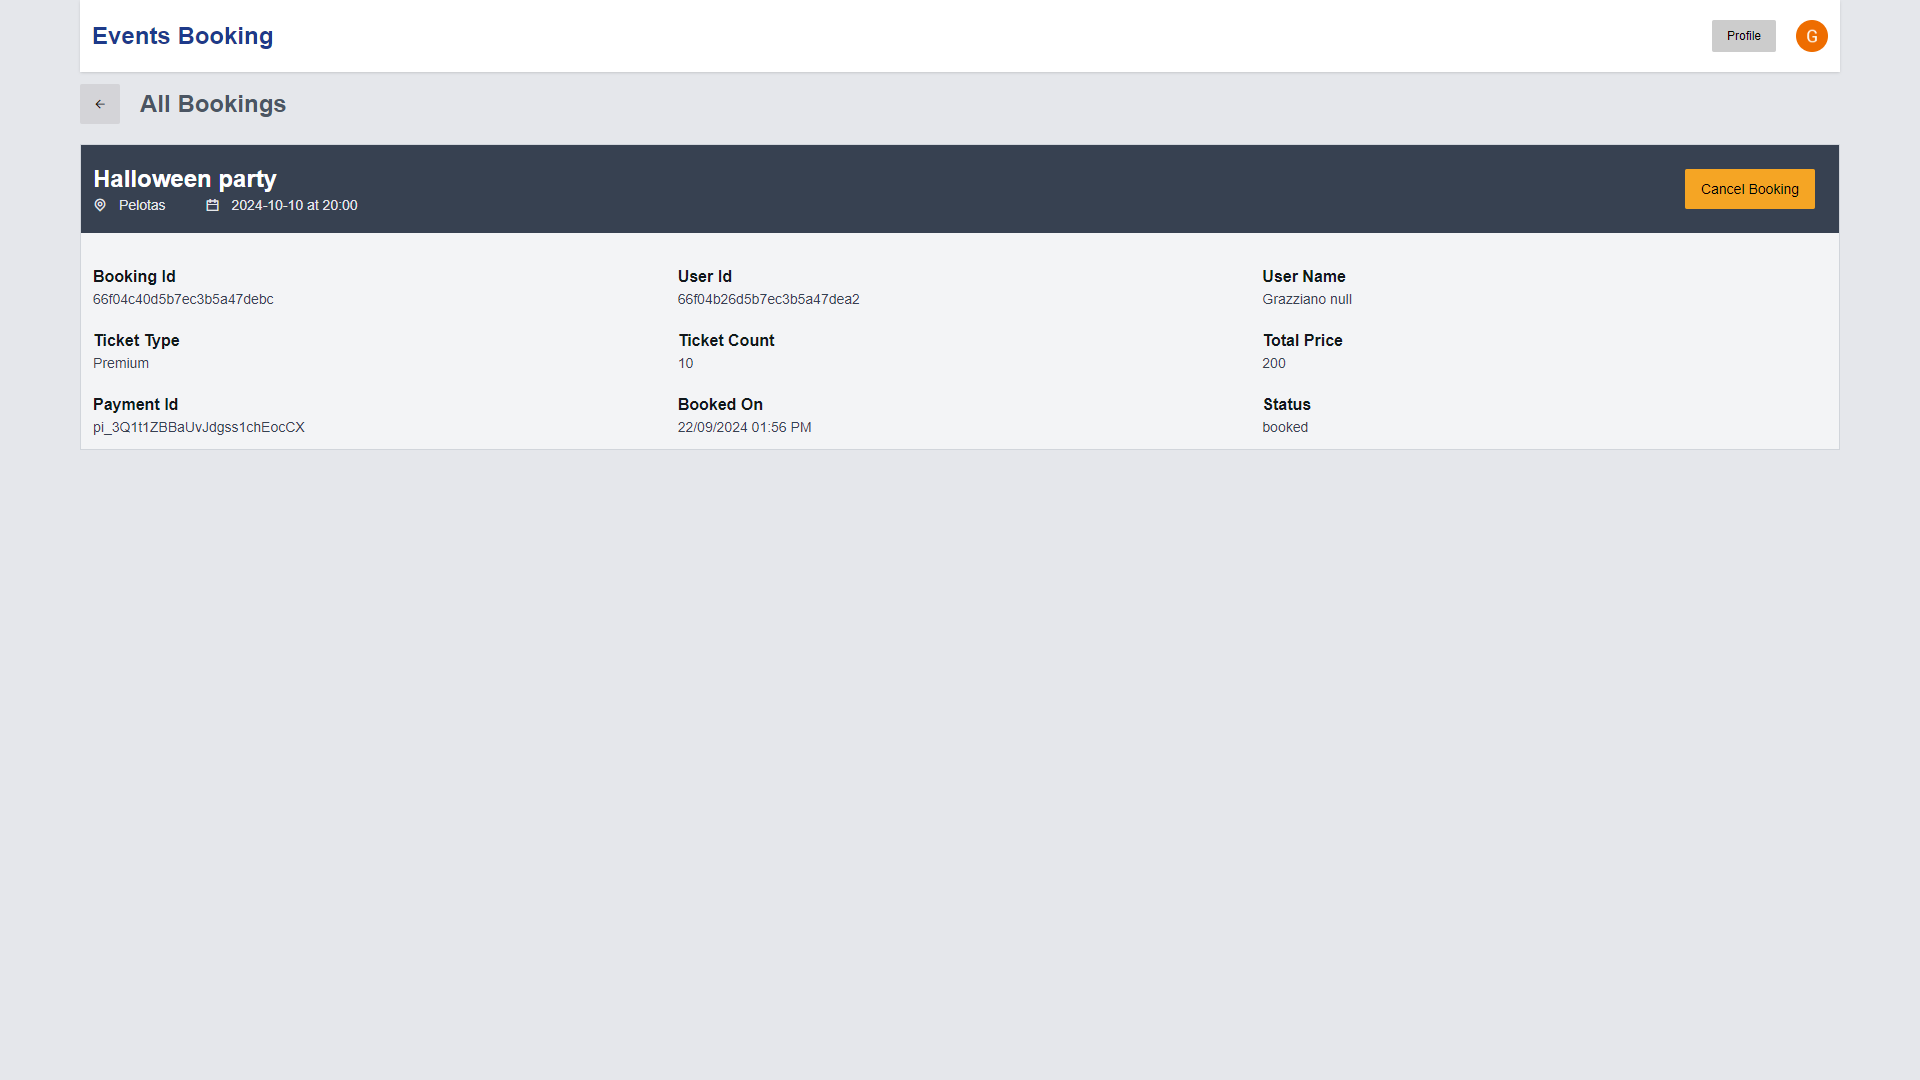 Events Booking
Profile
G
All Bookings
Halloween party
Pelotas
2024-10-10 at 20:00
Cancel Booking
Booking Id
66f04c40d5b7ec3b5a47debc
User Id
66f04b26d5b7ec3b5a47dea2
User Name
Grazziano null
Ticket Type
Premium
Ticket Count
10
Total Price
200
Payment Id
pi_3Q1t1ZBBaUvJdgss1chEocCX
Booked On
22/09/2024 01:56 PM
Status
booked